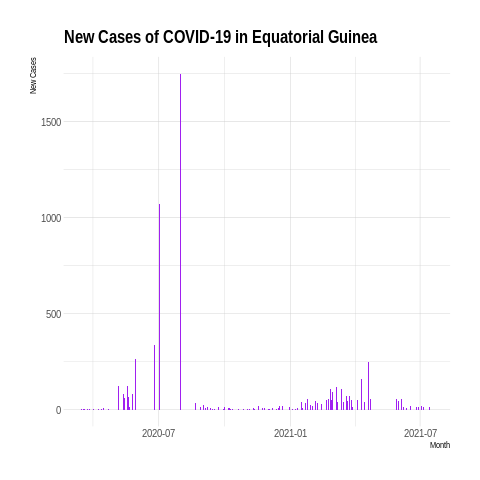 New Cases of COVID-19 in Equatorial Guinea
New Cases
1500
1000
500
0
2020-07
2021-01
2021-07
Month